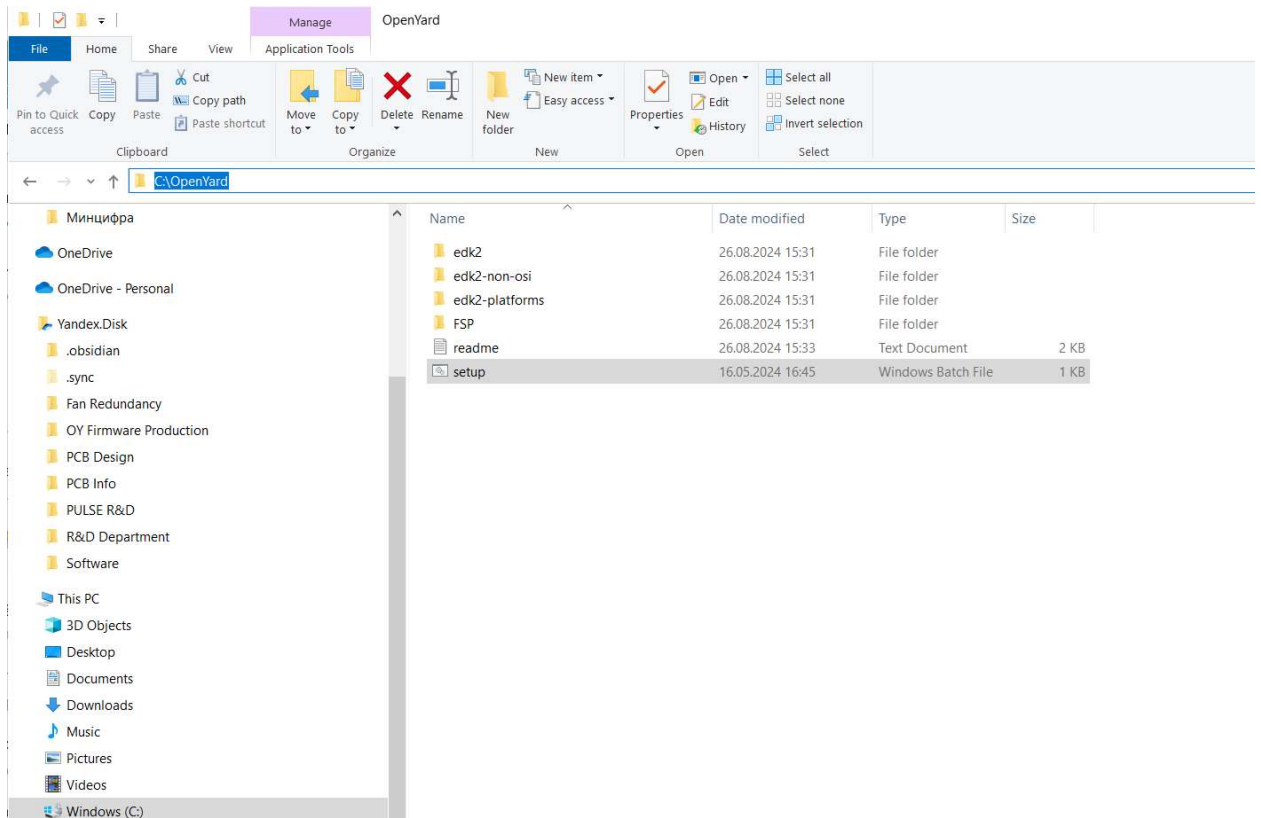 Manage
OpenYard
File
Home
Share
View
Application Tools
Pin to Quick access
Copy
Paste
Cut
Copy path
Paste shortcut
Clipboard
Move to
Copy to
Delete
Rename
Organize
New folder
New item
Easy access
New
Properties
Open
Edit
History
Open
Select all
Select none
Invert selection
Select
C:\OpenYard
Минцифра
OneDrive
OneDrive - Personal
Yandex.Disk
.obsidian
.sync
Fan Redundancy
OY Firmware Production
PCB Design
PCB Info
PULSE R&D
R&D Department
Software
This PC
3D Objects
Desktop
Documents
Downloads
Music
Pictures
Videos
Windows (C:)
Name Date modified Type Size
edk2 26.08.2024 15:31 File folder
edk2-non-osi 26.08.2024 15:31 File folder
edk2-platforms 26.08.2024 15:31 File folder
FSP 26.08.2024 15:31 File folder
readme 26.08.2024 15:33 Text Document 2 KB
setup 16.05.2024 16:45 Windows Batch File 1 KB